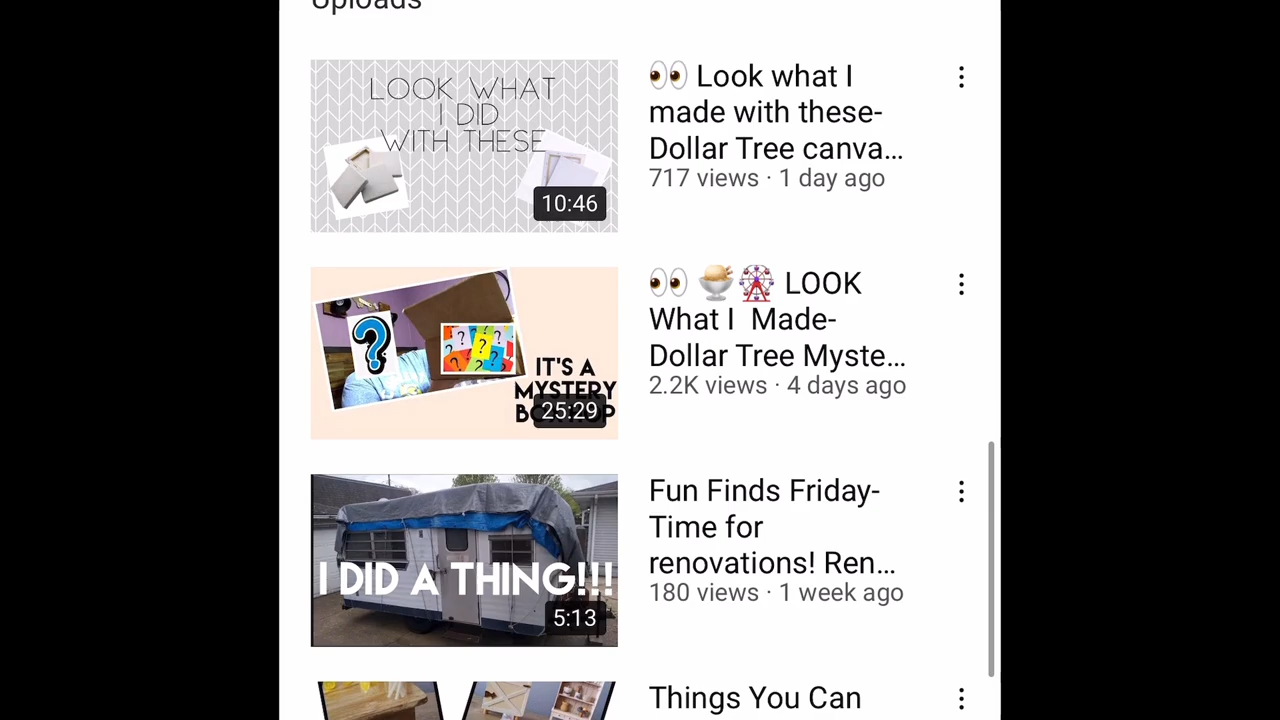 Uploads
LOOK WHAT
I DID
WITH THESE
10:46
👀 Look what I
made with these-
Dollar Tree canva...
717 views · 1 day ago
?
? ? ? ?
IT'S A
MYSTERY
25:29
👀 🍨🎡 LOOK
What I Made-
Dollar Tree Myste...
2.2K views · 4 days ago
I DID A THING!!!
5:13
Fun Finds Friday-
Time for
renovations! Ren...
180 views · 1 week ago
Things You Can